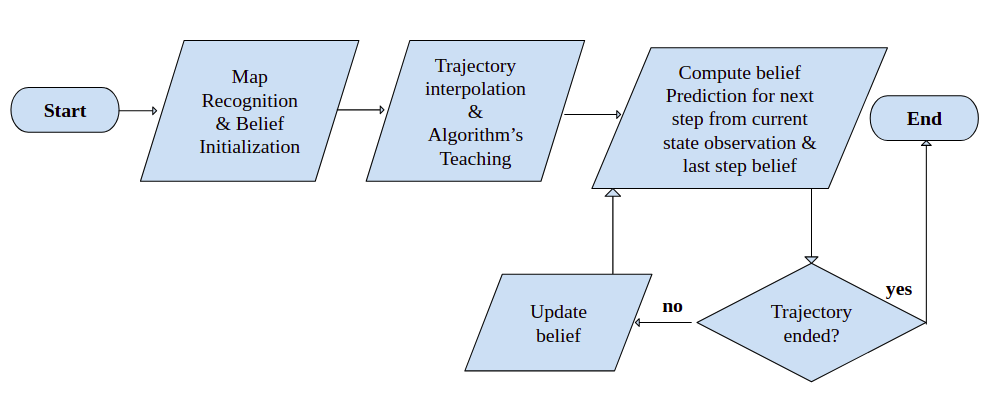 Start
Map
Recognition
& Belief
Initialization
Trajectory
interpolation
&
Algorithm's
Teaching
Compute belief
Prediction for next
step from current
state observation &
last step belief
End
Update
belief
no
Trajectory
ended?
yes